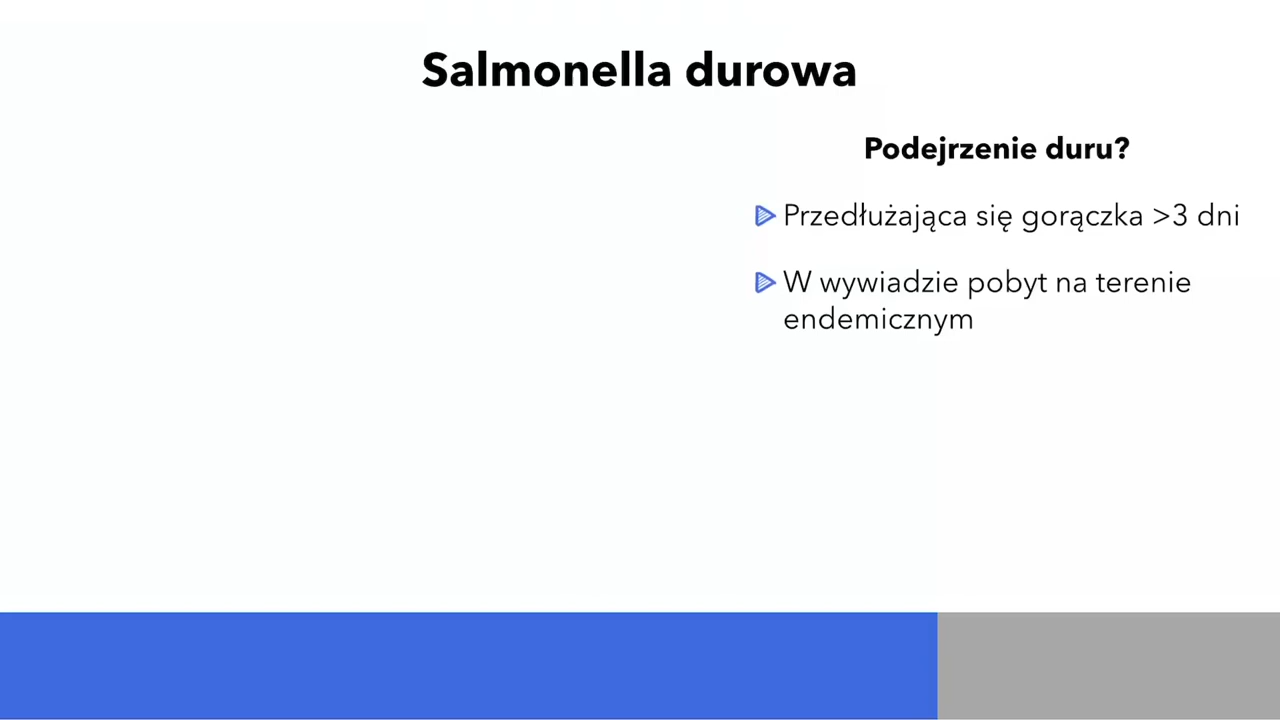 Salmonella durowa
Podejrzenie duru?
Przedłużająca się gorączka >3 dni
W wywiadzie pobyt na terenie
endemicznym